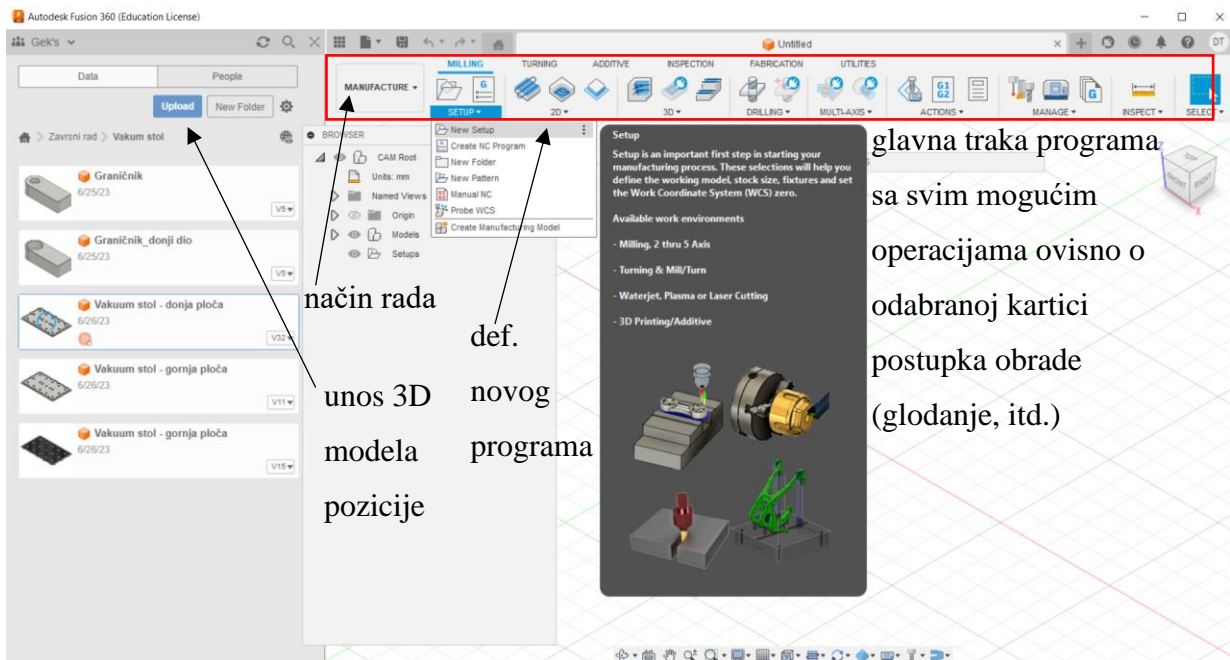 Autodesk Fusion 360 (Education License)
Gek's
Untitled
DT
Data
People
Upload
New Folder
Zavrsni rad > Vakum stol
Graničnik
6/25/23
V5
Graničnik_donji dio
6/25/23
V5
Vakuum stol - donja ploča
6/26/23
V32
Vakuum stol - gornja ploča
6/26/23
V11
Vakuum stol - gornja ploča
6/26/23
V15
MILLING
TURNING
ADDITIVE
INSPECTION
FABRICATION
UTILITIES
MANUFACTURE
G
G1
G2
G
SETUP
2D
3D
DRILLING
MULTI-AXIS
ACTIONS
MANAGE
INSPECT
SELECT
New Setup
Create NC Program
New Folder
New Pattern
Manual NC
Probe WCS
Create Manufacturing Model
BROWSER
CAM Root
Units: mm
Named Views
Origin
Models
Setups
Setup
Setup is an important first step in starting your
manufacturing process. These selections will help you
define the working model, stock size, fixtures and set
the Work Coordinate System (WCS) zero.
Available work environments
- Milling, 2 thru 5 Axis
- Turning & Mill/Turn
- Waterjet, Plasma or Laser Cutting
- 3D Printing/Additive
način rada
unos 3D
modela
pozicije
def.
novog
programa
glavna traka programa
sa svim mogućim
operacijama ovisno o
odabranoj kartici
postupka obrade
(glodanje, itd.)
TOP
FRONT
RIGHT
X